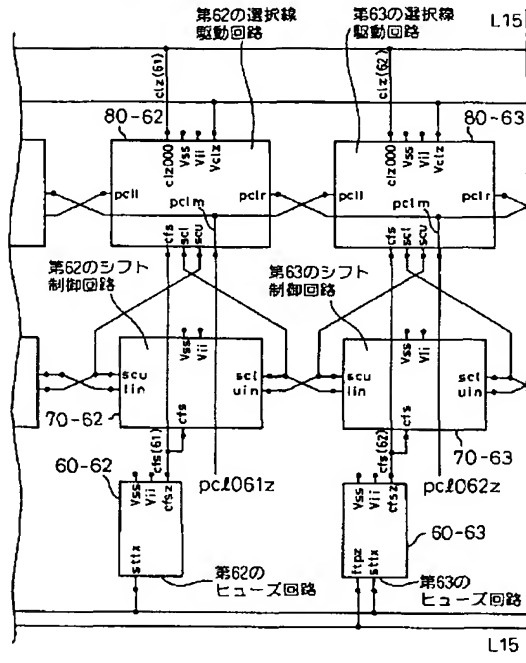 第62の選択線
駆動回路
第63の選択線
駆動回路
L15
clz(61)
clz(62)
80-62
80-63
clz000
Vss
Vii
Vclz
clz000
Vss
Vii
Vclz
pcll
pclm
pclr
pcll
pclm
pclr
cfs
scl
scu
cfs
scl
scu
第62のシフト
制御回路
第63のシフト
制御回路
Vss
Vii
Vss
Vii
scu
lin
scl
uin
scu
lin
scl
uin
cfs
cfs
70-62
70-63
cfs(61)
cfs(62)
60-62
pcl061z
pcl062z
Vss
Vii
cfsz
Vss
Vii
cfsz
60-63
sttx
ftpz
sttx
第62の
ヒューズ回路
第63の
ヒューズ回路
L15